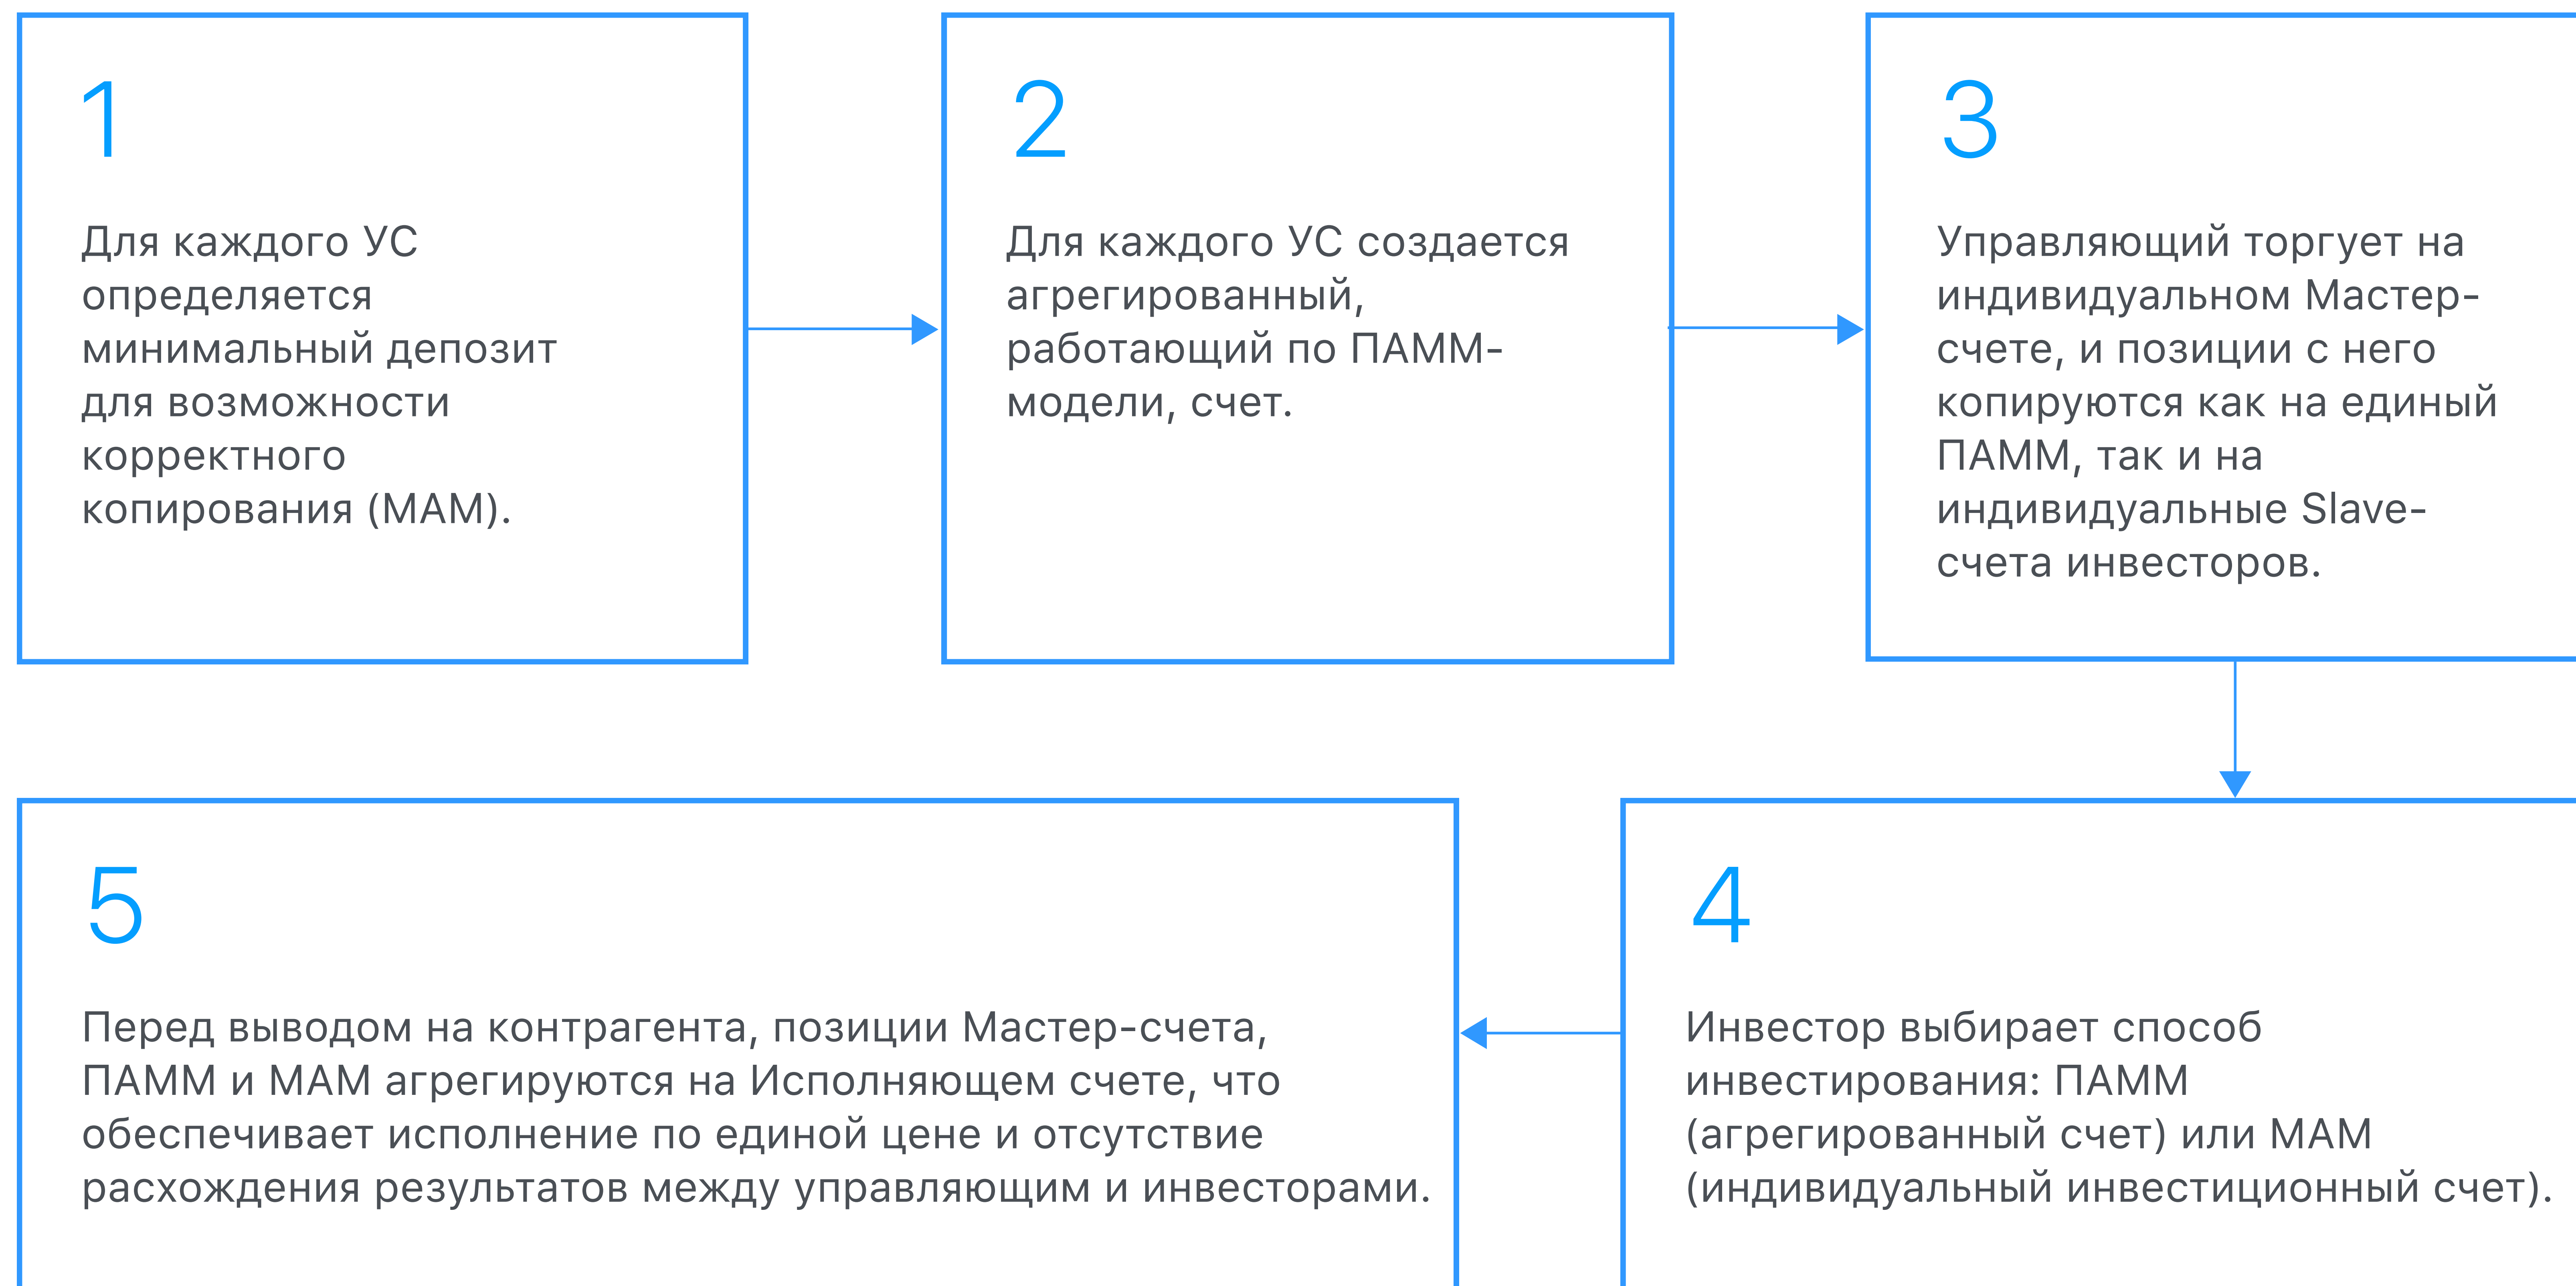 1
Для каждого УС
определяется
минимальный депозит
для возможности
корректного
копирования (МАМ).
2
Для каждого УС создается
агрегированный,
работающий по ПАММ-
модели, счет.
3
Управляющий торгует на
индивидуальном Мастер-
счете, и позиции с него
копируются как на единый
ПАММ, так и на
индивидуальные Slave-
счета инвесторов.
4
Инвестор выбирает способ
инвестирования: ПАММ
(агрегированный счет) или МАМ
(индивидуальный инвестиционный счет).
5
Перед выводом на контрагента, позиции Мастер-счета,
ПАММ и МАМ агрегируются на Исполняющем счете, что
обеспечивает исполнение по единой цене и отсутствие
расхождения результатов между управляющим и инвесторами.